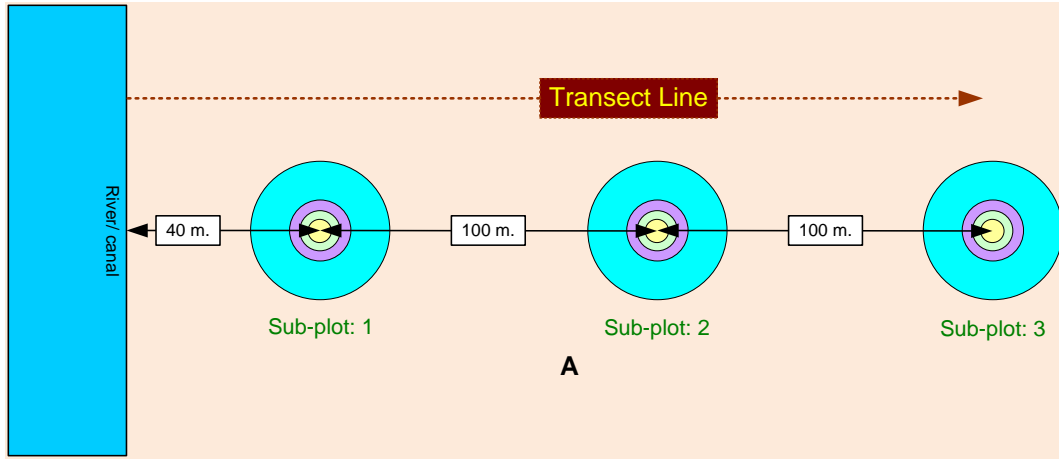 Transect Line
River/ canal
40 m.
100 m.
100 m.
Sub-plot: 1
Sub-plot: 2
Sub-plot: 3
A